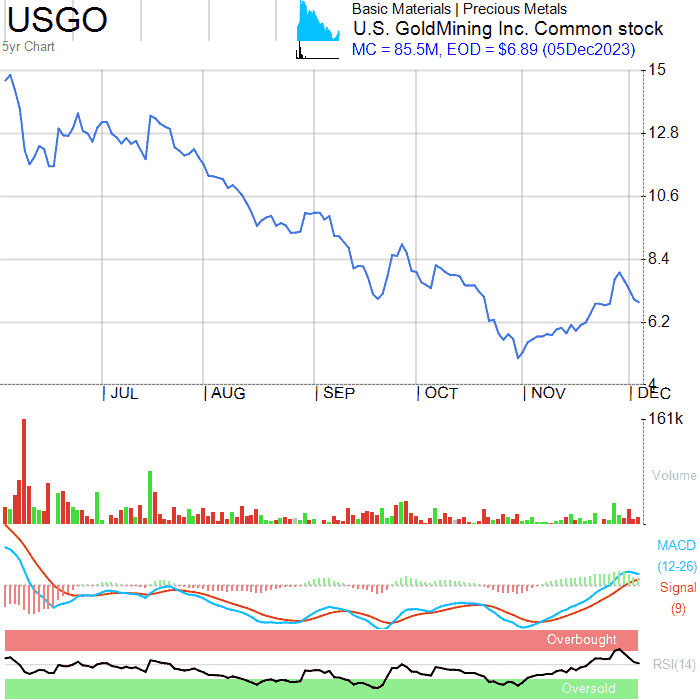 USGO
5yr Chart
Basic Materials | Precious Metals
U.S. GoldMining Inc. Common stock
MC = 85.5M, EOD = $6.89 (05Dec2023)
15
12.8
10.6
8.4
6.2
4
| JUL | AUG | SEP | OCT | NOV | DEC
161k
Volume
MACD
(12-26)
Signal
(9)
Overbought
RSI(14)
Oversold